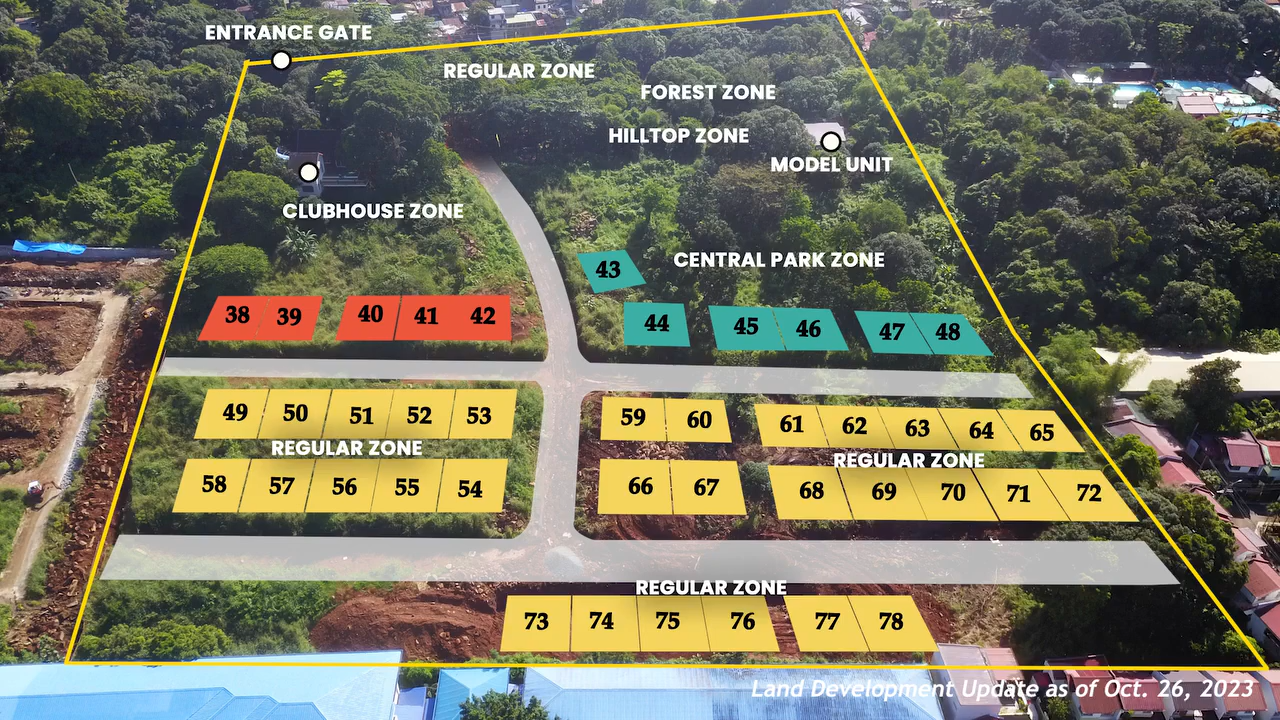 ENTRANCE GATE
REGULAR ZONE
FOREST ZONE
HILLTOP ZONE
MODEL UNIT
CLUBHOUSE ZONE
CENTRAL PARK ZONE
43
38 39 40 41 42
44 45 46 47 48
49 50 51 52 53
REGULAR ZONE
58 57 56 55 54
59 60 61 62 63 64 65
REGULAR ZONE
66 67 68 69 70 71 72
REGULAR ZONE
73 74 75 76 77 78
Land Development Update as of Oct. 26, 2023